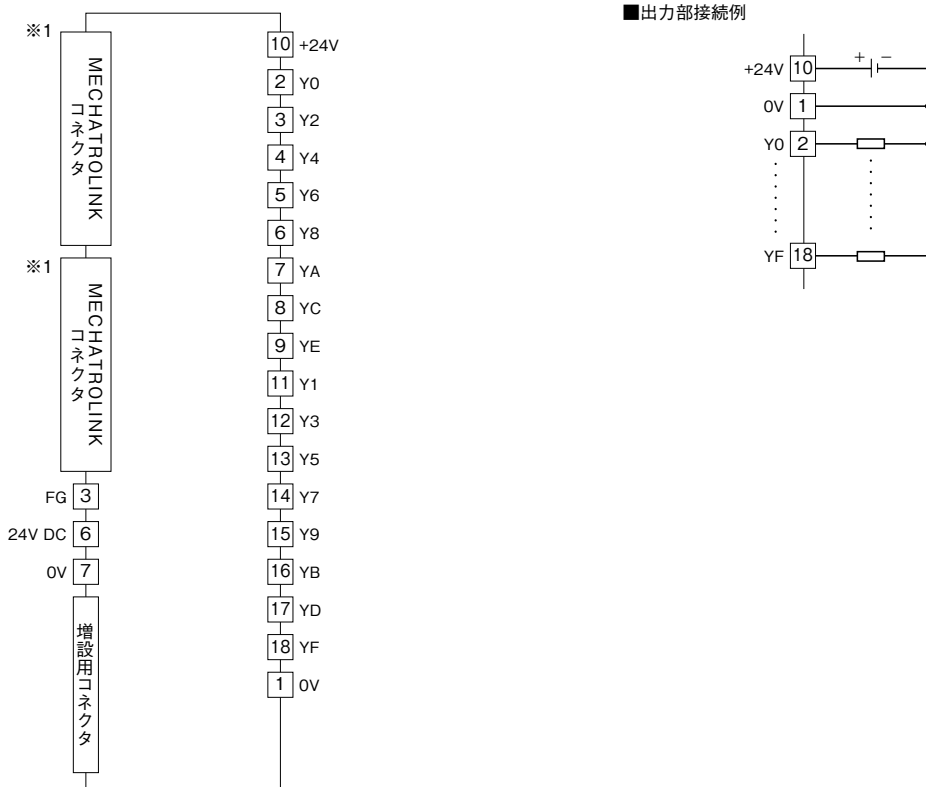 ※1
MECHATROLINK
コネクタ
※1
MECHATROLINK
コネクタ
FG 3
24V DC 6
0V 7
増設用コネクタ
10 +24V
2 Y0
3 Y2
4 Y4
5 Y6
6 Y8
7 YA
8 YC
9 YE
11 Y1
12 Y3
13 Y5
14 Y7
15 Y9
16 YB
17 YD
18 YF
1 0V
■出力部接続例
+24V 10 + −
0V 1
Y0 2
YF 18